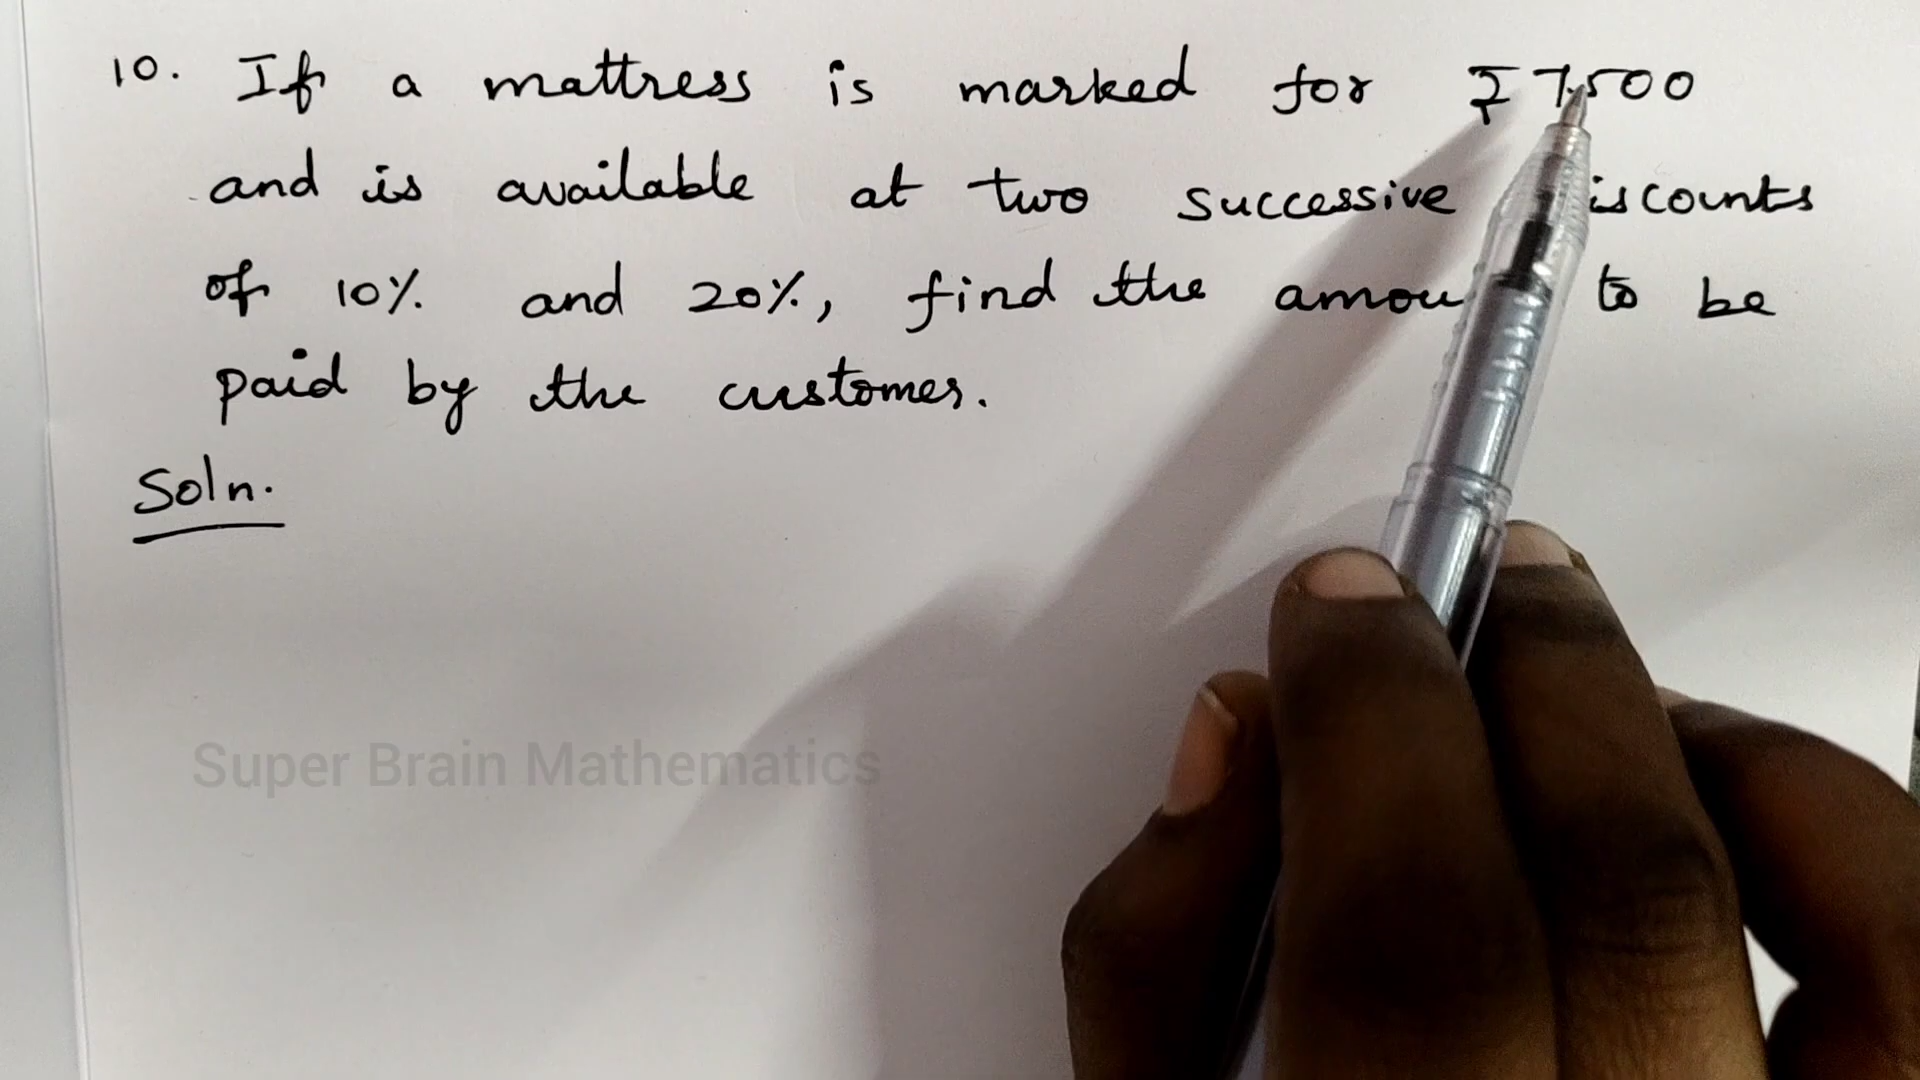 10. If a mattress is marked for ₹7500
and is available at two successive iscounts
of 10% and 20%, find the amou to be
paid by the customer.
Soln.
Super Brain Mathematics